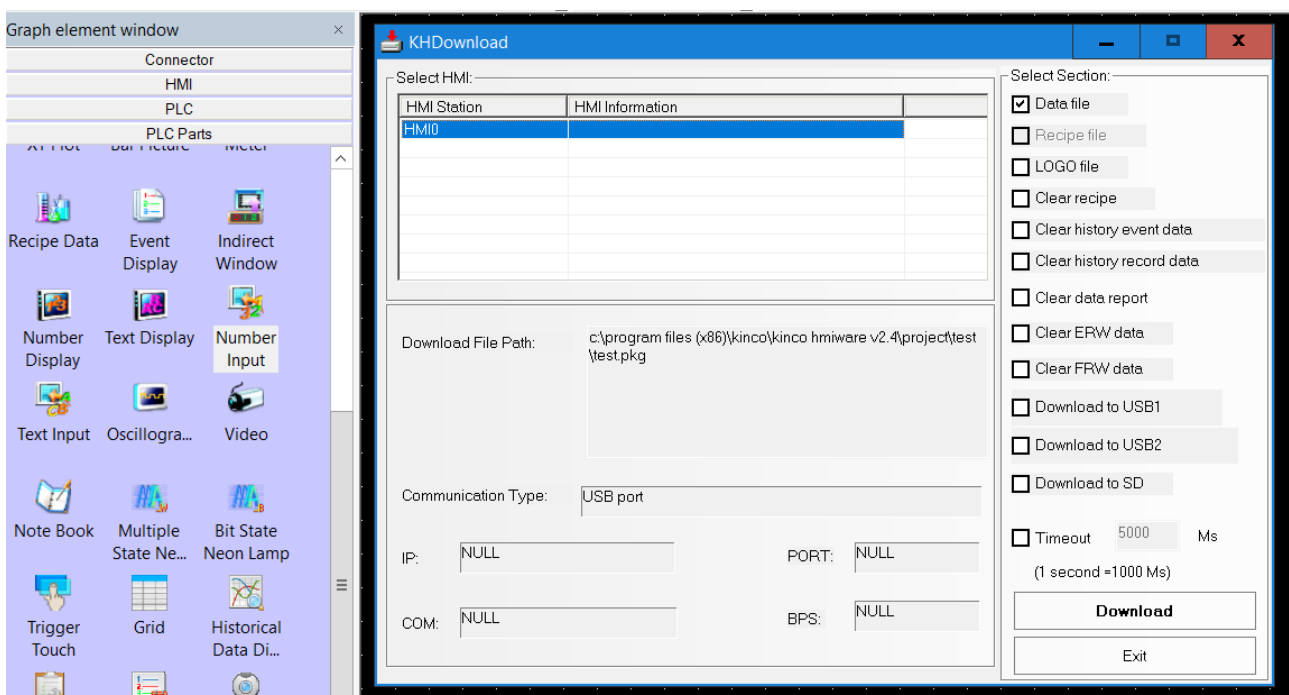 Graph element window
Connector
HMI
PLC
PLC Parts
XY Plot Bar Picture Meter
Recipe Data Event Display Indirect Window
Number Display Text Display Number Input
Text Input Oscillogra... Video
Note Book Multiple State Ne... Bit State Neon Lamp
Trigger Touch Grid Historical Data Di...
KHDownload
Select HMI:
HMI Station HMI Information
HMI0
Download File Path:
c:\program files (x86)\kinco\kinco hmiware v2.4\project\test
\test.pkg
Communication Type: USB port
IP: NULL PORT: NULL
COM: NULL BPS: NULL
Select Section:
Data file
Recipe file
LOGO file
Clear recipe
Clear history event data
Clear history record data
Clear data report
Clear ERW data
Clear FRW data
Download to USB1
Download to USB2
Download to SD
Timeout 5000 Ms
(1 second =1000 Ms)
Download
Exit